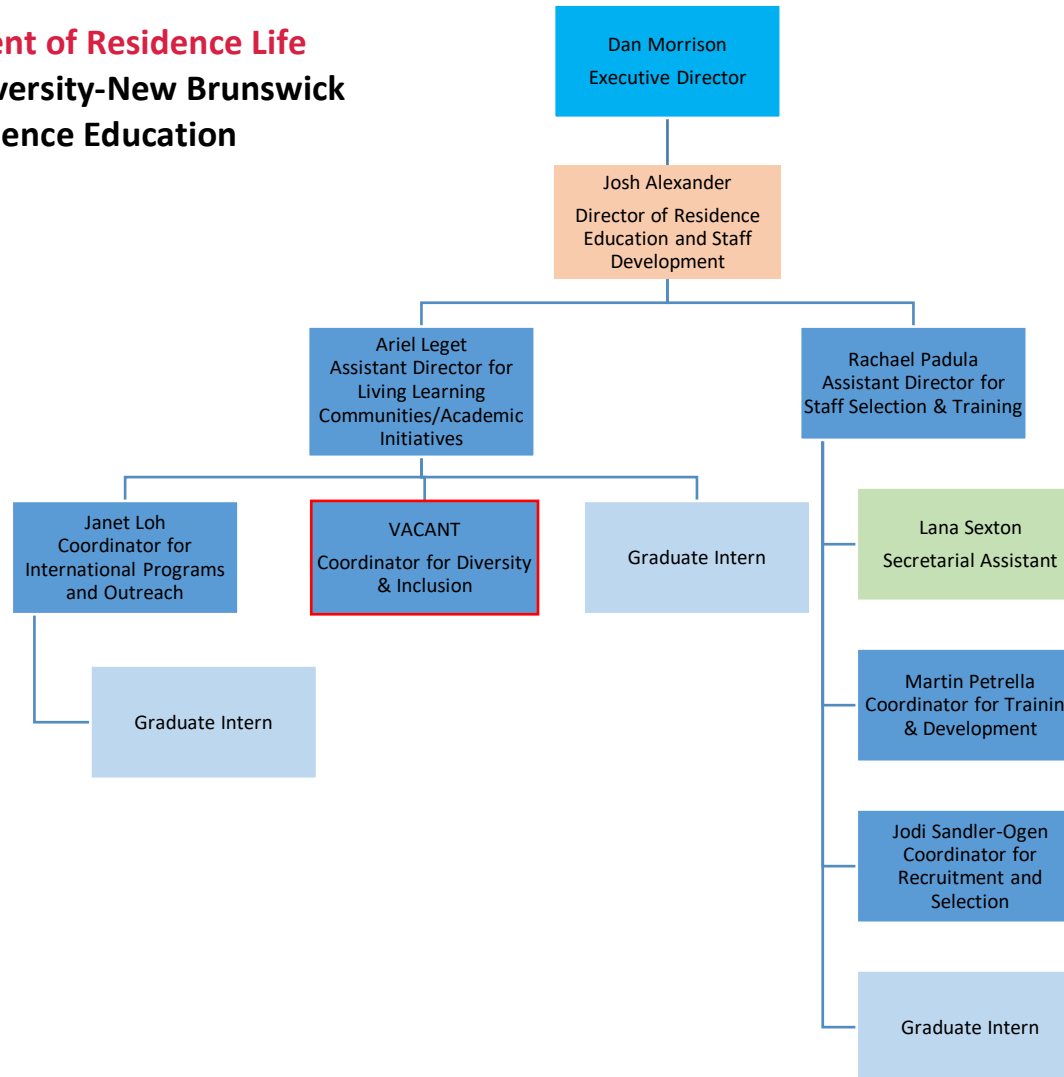 ent of Residence Life
versity-New Brunswick
ence Education
Dan Morrison
Executive Director
Josh Alexander
Director of Residence
Education and Staff
Development
Ariel Leget
Assistant Director for
Living Learning
Communities/Academic
Initiatives
Rachael Padula
Assistant Director for
Staff Selection & Training
Janet Loh
Coordinator for
International Programs
and Outreach
VACANT
Coordinator for Diversity
& Inclusion
Graduate Intern
Lana Sexton
Secretarial Assistant
Graduate Intern
Martin Petrella
Coordinator for Trainin
& Development
Jodi Sandler-Ogen
Coordinator for
Recruitment and
Selection
Graduate Intern